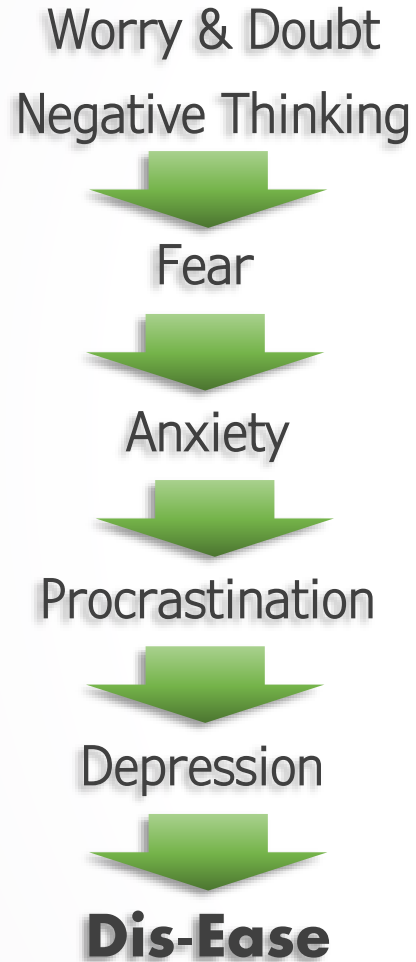 Worry & Doubt
Negative Thinking
Fear
Anxiety
Procrastination
Depression
Dis-Ease